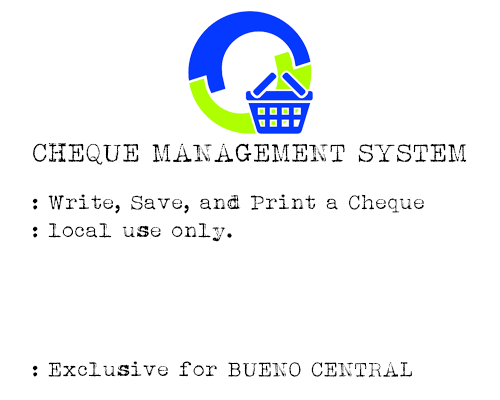 CHEQUE MANAGEMENT SYSTEM
: Write, Save, and Print a Cheque
: local use only.
: Exclusive for BUENO CENTRAL